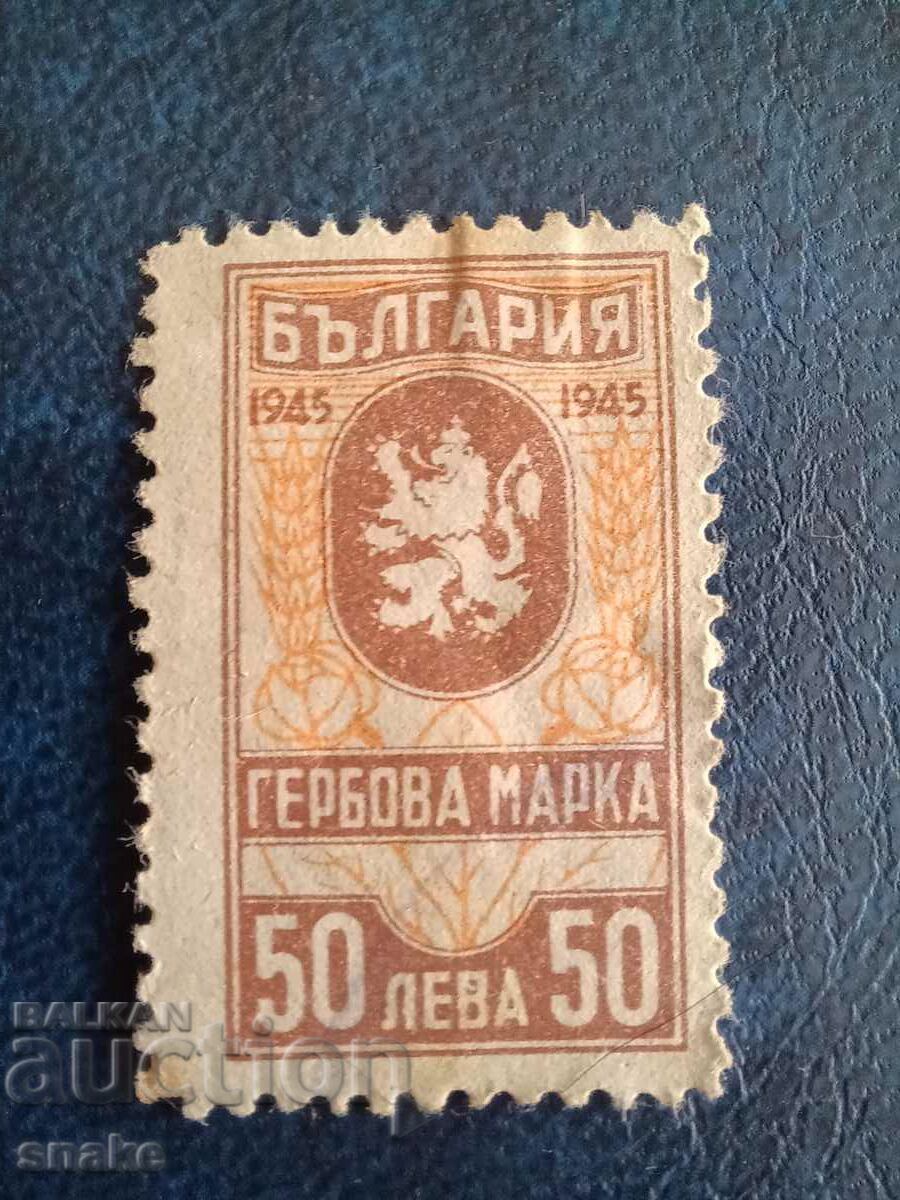 БЪЛГАРИЯ
1945 1945
ГЕРБОВА МАРКА
50 ЛЕВА 50
BALKAN
auction
snake